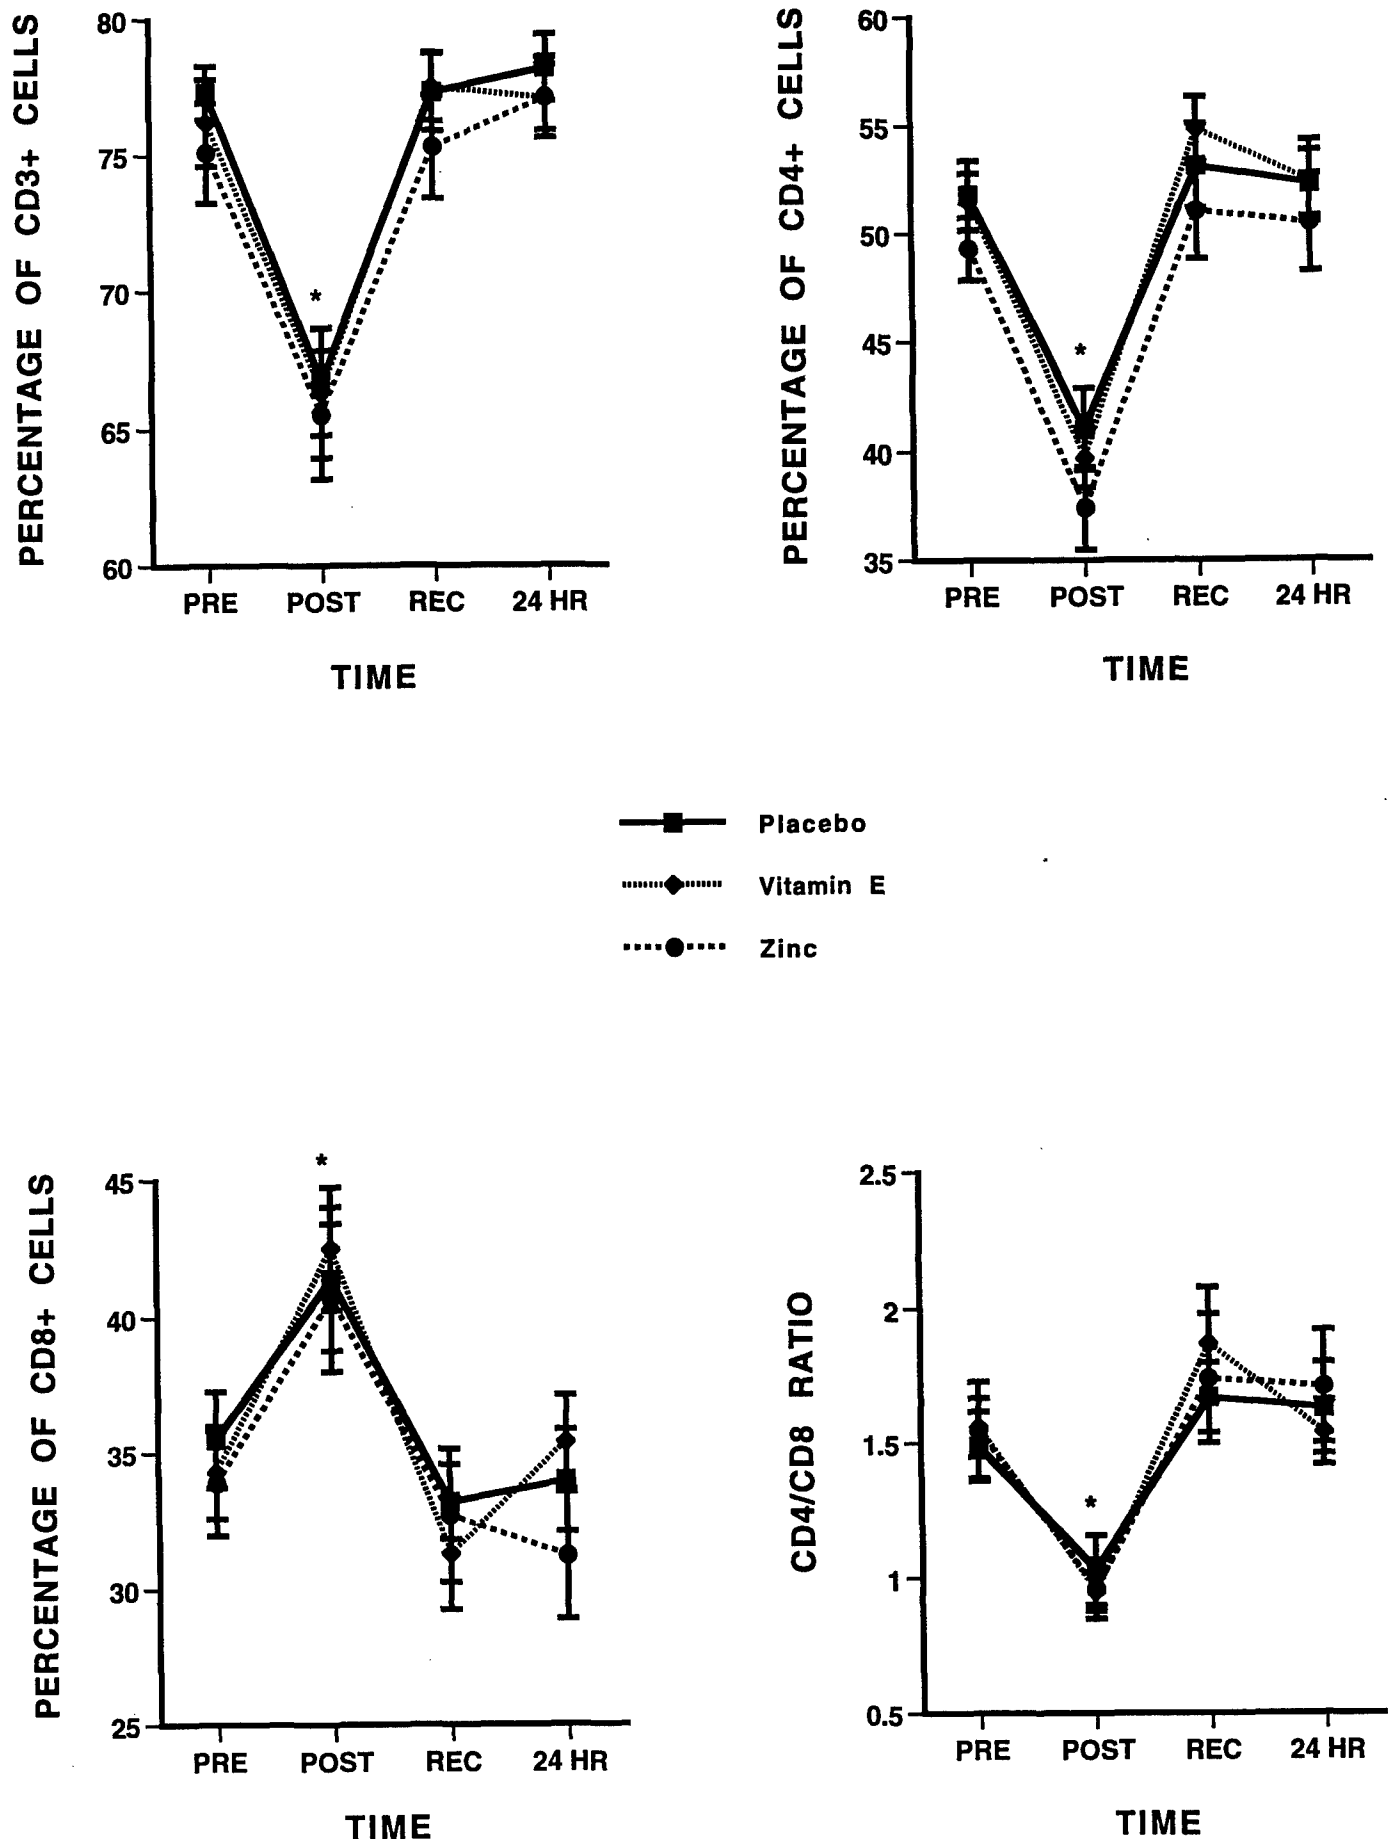 PERCENTAGE OF CD3+ CELLS
80
75
70
65
60
*
PRE POST REC 24 HR
TIME
PERCENTAGE OF CD4+ CELLS
60
55
50
45
40
35
*
PRE POST REC 24 HR
TIME
Placebo
Vitamin E
Zinc
PERCENTAGE OF CD8+ CELLS
45
40
35
30
25
*
PRE POST REC 24 HR
TIME
CD4/CD8 RATIO
2.5
2
1.5
1
0.5
*
PRE POST REC 24 HR
TIME